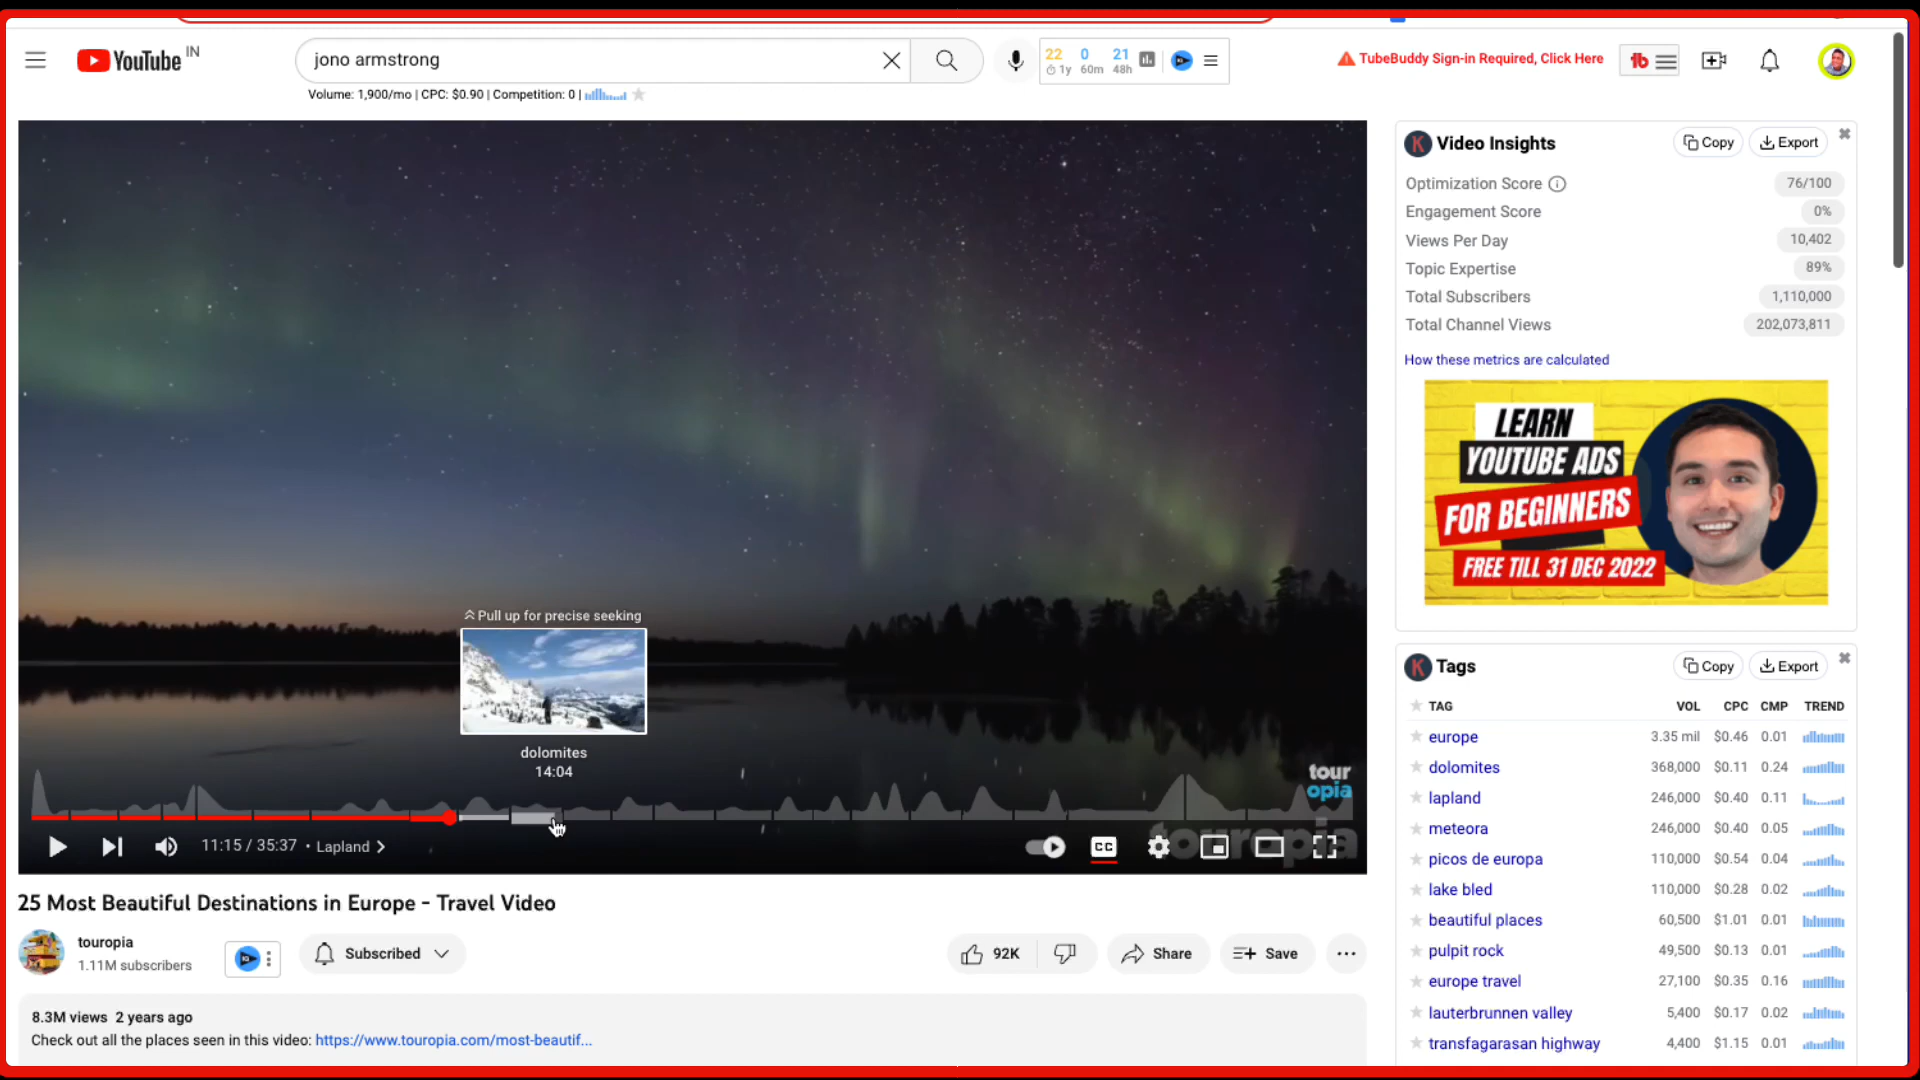 YouTube IN
jono armstrong
22 0 21
1y 60m 48h
TubeBuddy Sign-in Required, Click Here
tb
Volume: 1,900/mo | CPC: $0.90 | Competition: 0 |
Pull up for precise seeking
dolomites
14:04
tour
opia
touropia
11:15 / 35:37 • Lapland
CC
25 Most Beautiful Destinations in Europe - Travel Video
touropia
1.11M subscribers
Subscribed
92K
Share
Save
8.3M views 2 years ago
Check out all the places seen in this video: https://www.touropia.com/most-beautif...
K Video Insights Copy Export
Optimization Score 76/100
Engagement Score 0%
Views Per Day 10,402
Topic Expertise 89%
Total Subscribers 1,110,000
Total Channel Views 202,073,811
How these metrics are calculated
LEARN
YOUTUBE ADS
FOR BEGINNERS
FREE TILL 31 DEC 2022
K Tags Copy Export
TAG VOL CPC CMP TREND
europe 3.35 mil $0.46 0.01
dolomites 368,000 $0.11 0.24
lapland 246,000 $0.40 0.11
meteora 246,000 $0.40 0.05
picos de europa 110,000 $0.54 0.04
lake bled 110,000 $0.28 0.02
beautiful places 60,500 $1.01 0.01
pulpit rock 49,500 $0.13 0.01
europe travel 27,100 $0.35 0.16
lauterbrunnen valley 5,400 $0.17 0.02
transfagarasan highway 4,400 $1.15 0.01